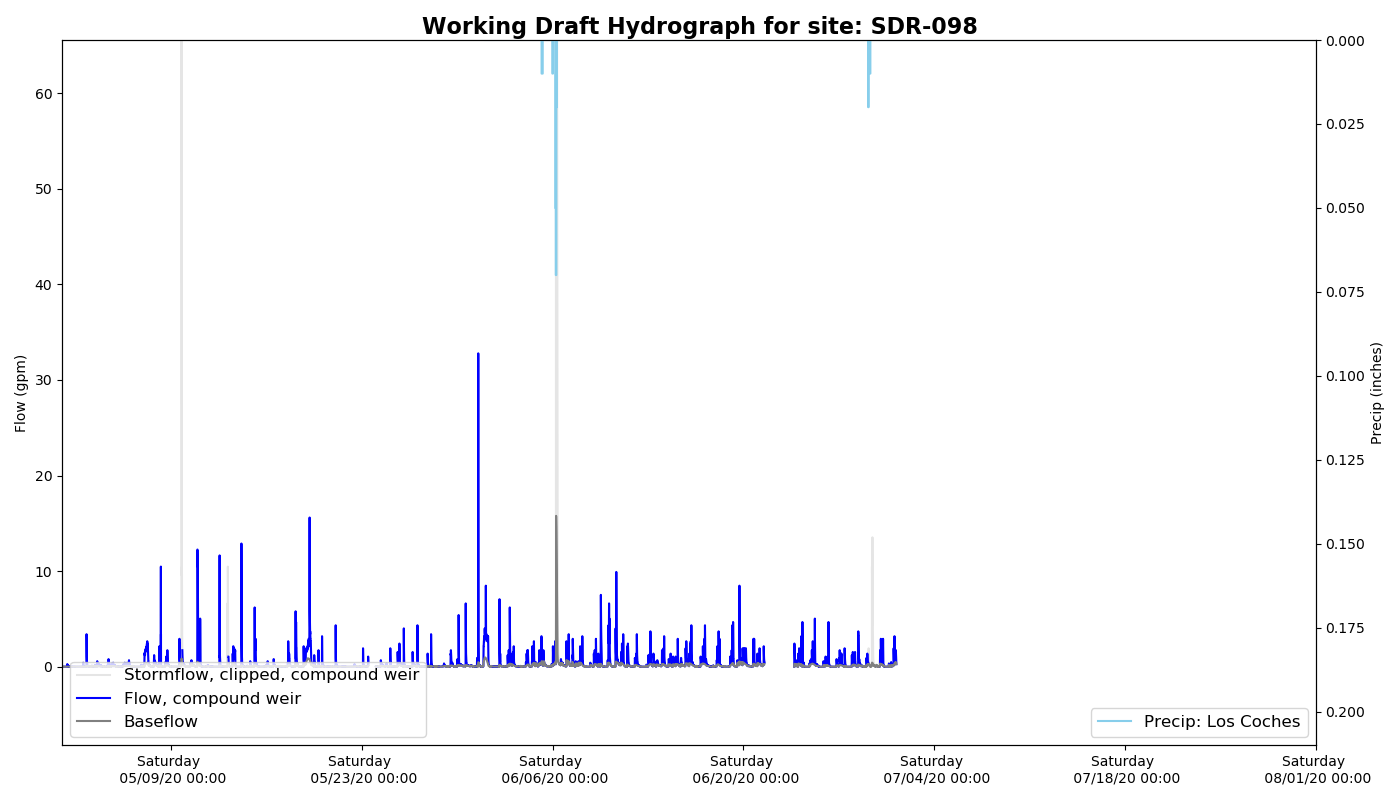 Working Draft Hydrograph for site: SDR-098
Flow (gpm)
60
50
40
30
20
10
0
0.000
0.025
0.050
0.075
0.100
0.125
0.150
0.175
0.200
Precip (inches)
Stormflow, clipped, compound weir
Flow, compound weir
Baseflow
Precip: Los Coches
Saturday
05/09/20 00:00
Saturday
05/23/20 00:00
Saturday
06/06/20 00:00
Saturday
06/20/20 00:00
Saturday
07/04/20 00:00
Saturday
07/18/20 00:00
Saturday
08/01/20 00:00